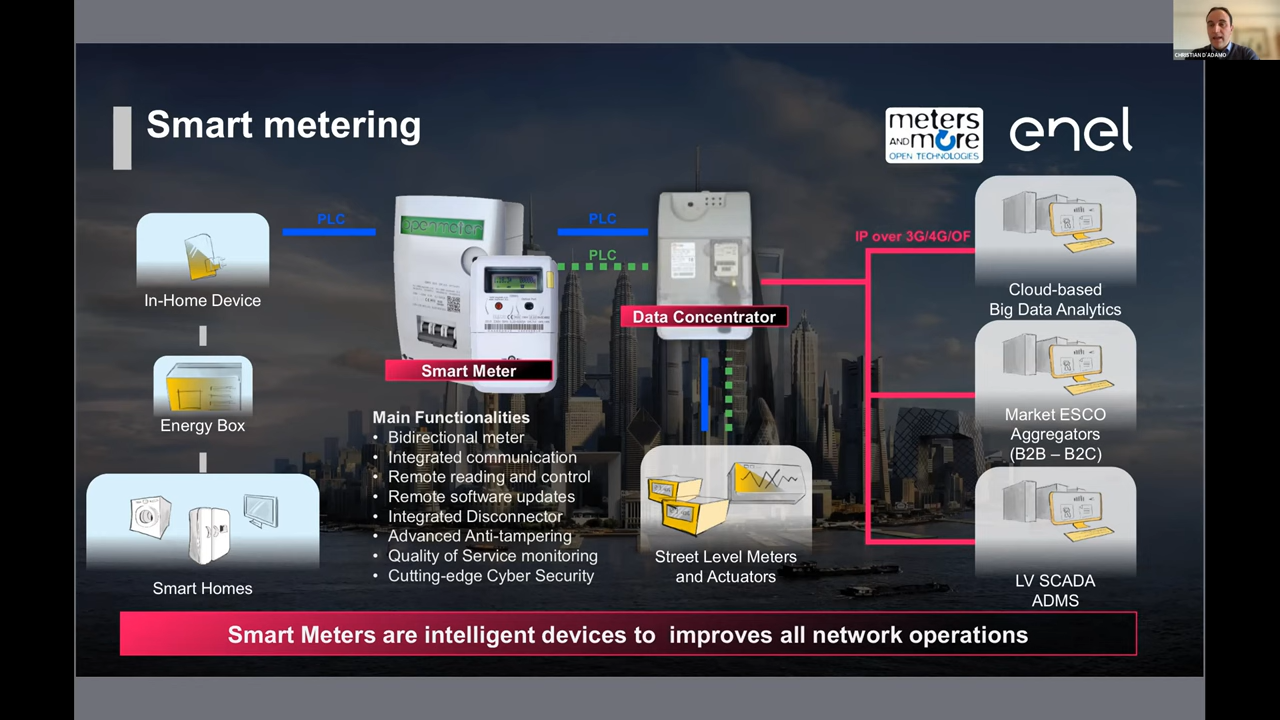 CHRISTIAN D'ADAMO
Smart metering
meters
AND more
OPEN TECHNOLOGIES
enel
PLC
PLC
PLC
IP over 3G/4G/OF
openmeter
In-Home Device
Energy Box
Smart Homes
Smart Meter
Data Concentrator
Main Functionalities
• Bidirectional meter
• Integrated communication
• Remote reading and control
• Remote software updates
• Integrated Disconnector
• Advanced Anti-tampering
• Quality of Service monitoring
• Cutting-edge Cyber Security
Street Level Meters
and Actuators
Cloud-based
Big Data Analytics
Market ESCO
Aggregators
(B2B – B2C)
LV SCADA
ADMS
Smart Meters are intelligent devices to  improves all network operations